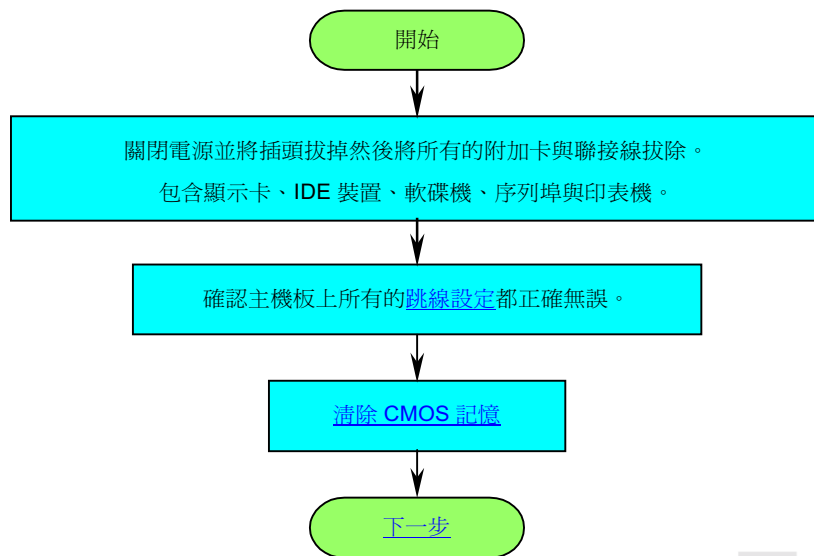 開始
關閉電源並將插頭拔掉然後將所有的附加卡與聯接線拔除。
包含顯示卡、IDE 裝置、軟碟機、序列埠與印表機。
確認主機板上所有的跳線設定都正確無誤。
清除 CMOS 記憶
下一步